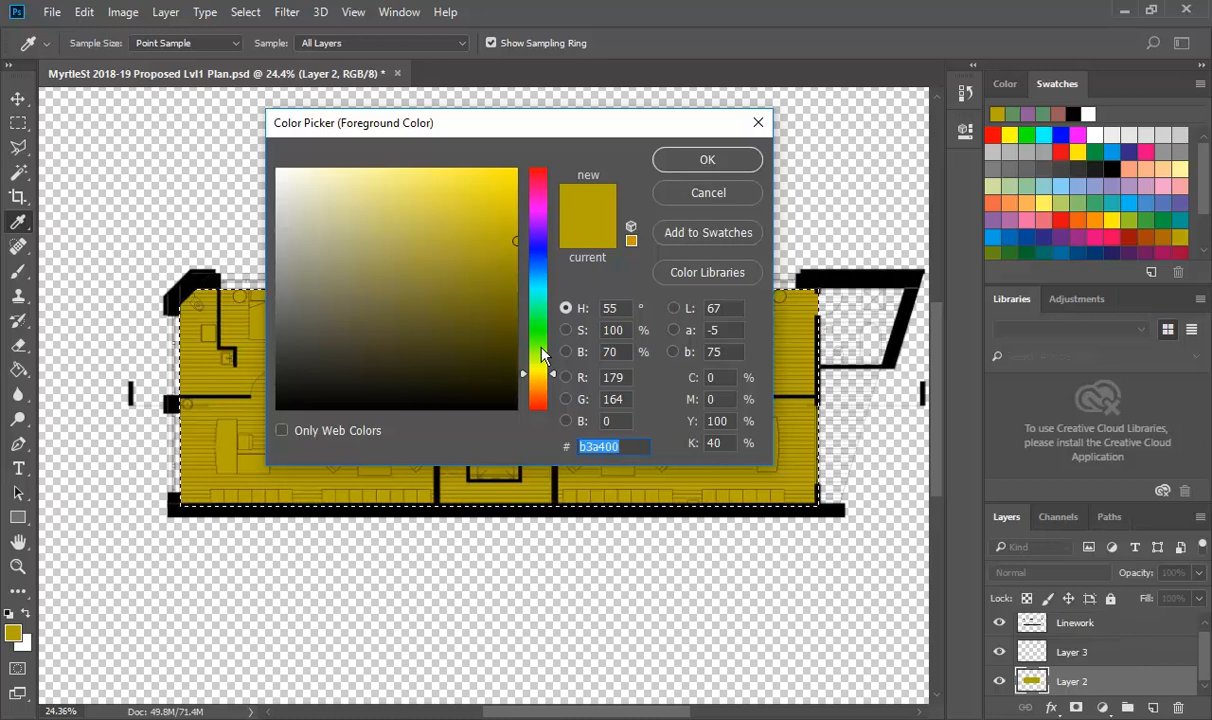 Ps File Edit Image Layer Type Select Filter 3D View Window Help
Sample Size: Point Sample Sample: All Layers Show Sampling Ring
MyrtleSt 2018-19 Proposed Lvl1 Plan.psd @ 24.4% (Layer 2, RGB/8) * ×
Color Swatches
Color Picker (Foreground Color)
new
current
OK
Cancel
Add to Swatches
Color Libraries
H: 55 °
S: 100 %
B: 70 %
R: 179
G: 164
B: 0
# b3a400
L: 67
a: -5
b: 75
C: 0 %
M: 0 %
Y: 100 %
K: 40 %
Only Web Colors
Libraries Adjustments
To use Creative Cloud Libraries,
please install the Creative Cloud
Application
Layers Channels Paths
Kind
Normal Opacity: 100%
Lock: Fill: 100%
Linework
Layer 3
Layer 2
24.36% Doc: 49.8M/71.4M